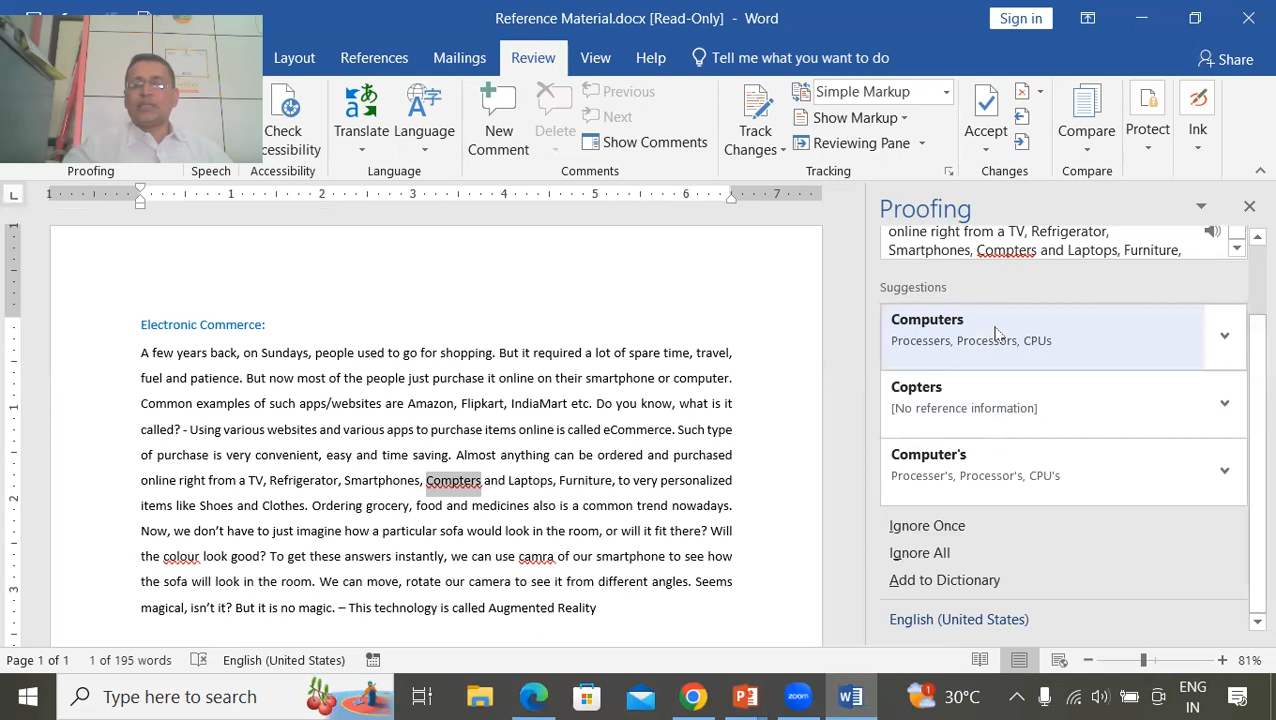 Reference Material.docx [Read-Only] - Word
Sign in
Layout
References
Mailings
Review
View
Help
Tell me what you want to do
Share
Check
Accessibility
Translate
Language
New
Comment
Delete
Previous
Next
Show Comments
Track
Changes
Simple Markup
Show Markup
Reviewing Pane
Accept
Compare
Protect
Ink
Proofing
Speech
Accessibility
Language
Comments
Tracking
Changes
Compare
1 1 2 3 4 5 6 7
1
1
2
3
Electronic Commerce:
A few years back, on Sundays, people used to go for shopping. But it required a lot of spare time, travel,
fuel and patience. But now most of the people just purchase it online on their smartphone or computer.
Common examples of such apps/websites are Amazon, Flipkart, IndiaMart etc. Do you know, what is it
called? - Using various websites and various apps to purchase items online is called eCommerce. Such type
of purchase is very convenient, easy and time saving. Almost anything can be ordered and purchased
online right from a TV, Refrigerator, Smartphones, Compters and Laptops, Furniture, to very personalized
items like Shoes and Clothes. Ordering grocery, food and medicines also is a common trend nowadays.
Now, we don't have to just imagine how a particular sofa would look in the room, or will it fit there? Will
the colour look good? To get these answers instantly, we can use camra of our smartphone to see how
the sofa will look in the room. We can move, rotate our camera to see it from different angles. Seems
magical, isn't it? But it is no magic. – This technology is called Augmented Reality
Proofing
online right from a TV, Refrigerator,
Smartphones, Compters and Laptops, Furniture,
Suggestions
Computers
Processers, Processors, CPUs
Copters
[No reference information]
Computer's
Processer's, Processor's, CPU's
Ignore Once
Ignore All
Add to Dictionary
English (United States)
Page 1 of 1
1 of 195 words
English (United States)
81%
Type here to search
zoom
1
30°C
ENG
IN